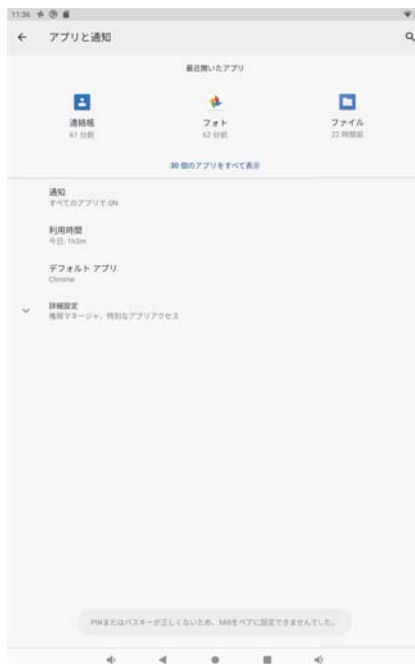 11:36
アプリと通知
最近開いたアプリ
連絡帳
61 分前
フォト
62 分前
ファイル
22 時間前
30 個のアプリをすべて表示
通知
すべてのアプリで ON
利用時間
今日: 1h3m
デフォルト アプリ
Chrome
詳細設定
権限マネージャ、特別なアプリアクセス
PINまたはパスキーが正しくないため、Mi8をペアに設定できませんでした。